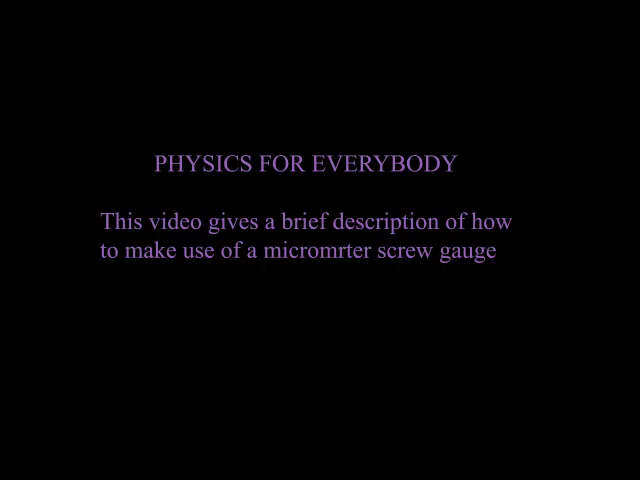 PHYSICS FOR EVERYBODY
This video gives a brief description of how
to make use of a micromrter screw gauge